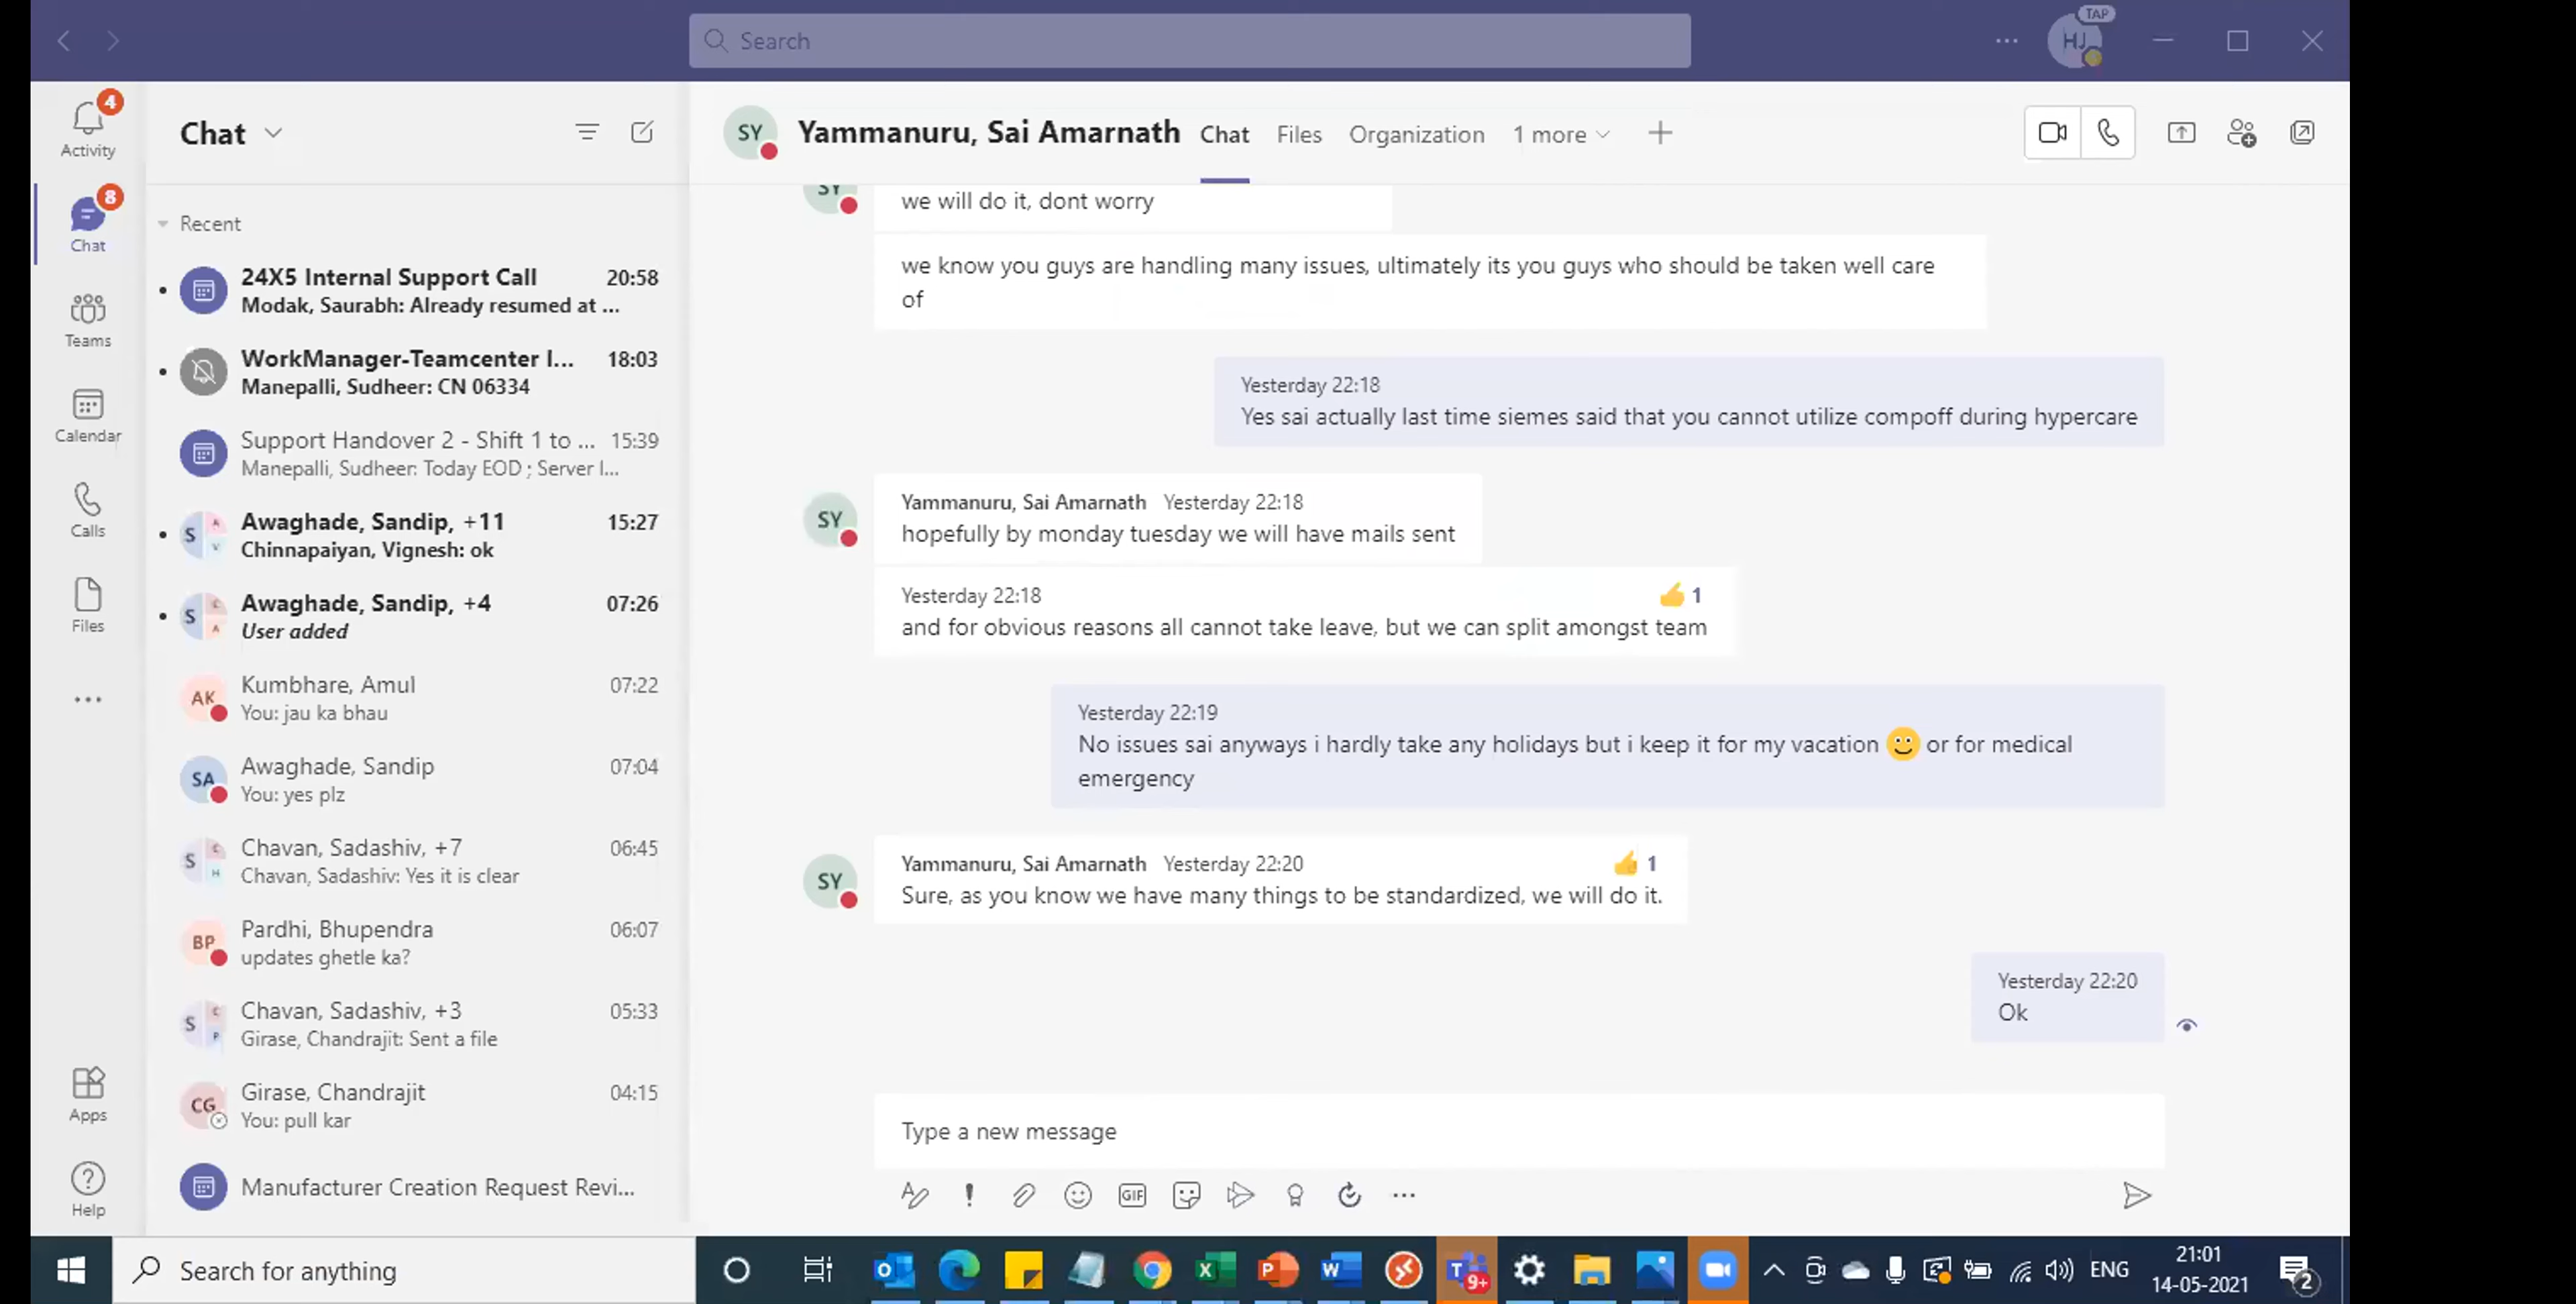 Search
TAP
HJ
4
Activity
8
Chat
Teams
Calendar
Calls
Files
Apps
Help
Chat
Recent
24X5 Internal Support Call 20:58
Modak, Saurabh: Already resumed at ...
WorkManager-Teamcenter I... 18:03
Manepalli, Sudheer: CN 06334
Support Handover 2 - Shift 1 to ... 15:39
Manepalli, Sudheer: Today EOD ; Server I...
S A V
Awaghade, Sandip, +11 15:27
Chinnapaiyan, Vignesh: ok
S C A
Awaghade, Sandip, +4 07:26
User added
AK
Kumbhare, Amul 07:22
You: jau ka bhau
SA
Awaghade, Sandip 07:04
You: yes plz
S C H
Chavan, Sadashiv, +7 06:45
Chavan, Sadashiv: Yes it is clear
BP
Pardhi, Bhupendra 06:07
updates ghetle ka?
S C P
Chavan, Sadashiv, +3 05:33
Girase, Chandrajit: Sent a file
CG
Girase, Chandrajit 04:15
You: pull kar
Manufacturer Creation Request Revi...
SY Yammanuru, Sai Amarnath Chat Files Organization 1 more
SY
we will do it, dont worry
we know you guys are handling many issues, ultimately its you guys who should be taken well care
of
Yesterday 22:18
Yes sai actually last time siemes said that you cannot utilize compoff during hypercare
SY
Yammanuru, Sai Amarnath Yesterday 22:18
hopefully by monday tuesday we will have mails sent
Yesterday 22:18 1
and for obvious reasons all cannot take leave, but we can split amongst team
Yesterday 22:19
No issues sai anyways i hardly take any holidays but i keep it for my vacation 🙂 or for medical
emergency
SY
Yammanuru, Sai Amarnath Yesterday 22:20 1
Sure, as you know we have many things to be standardized, we will do it.
Yesterday 22:20
Ok
Type a new message
GIF
Search for anything
9+
ENG
21:01
14-05-2021
2